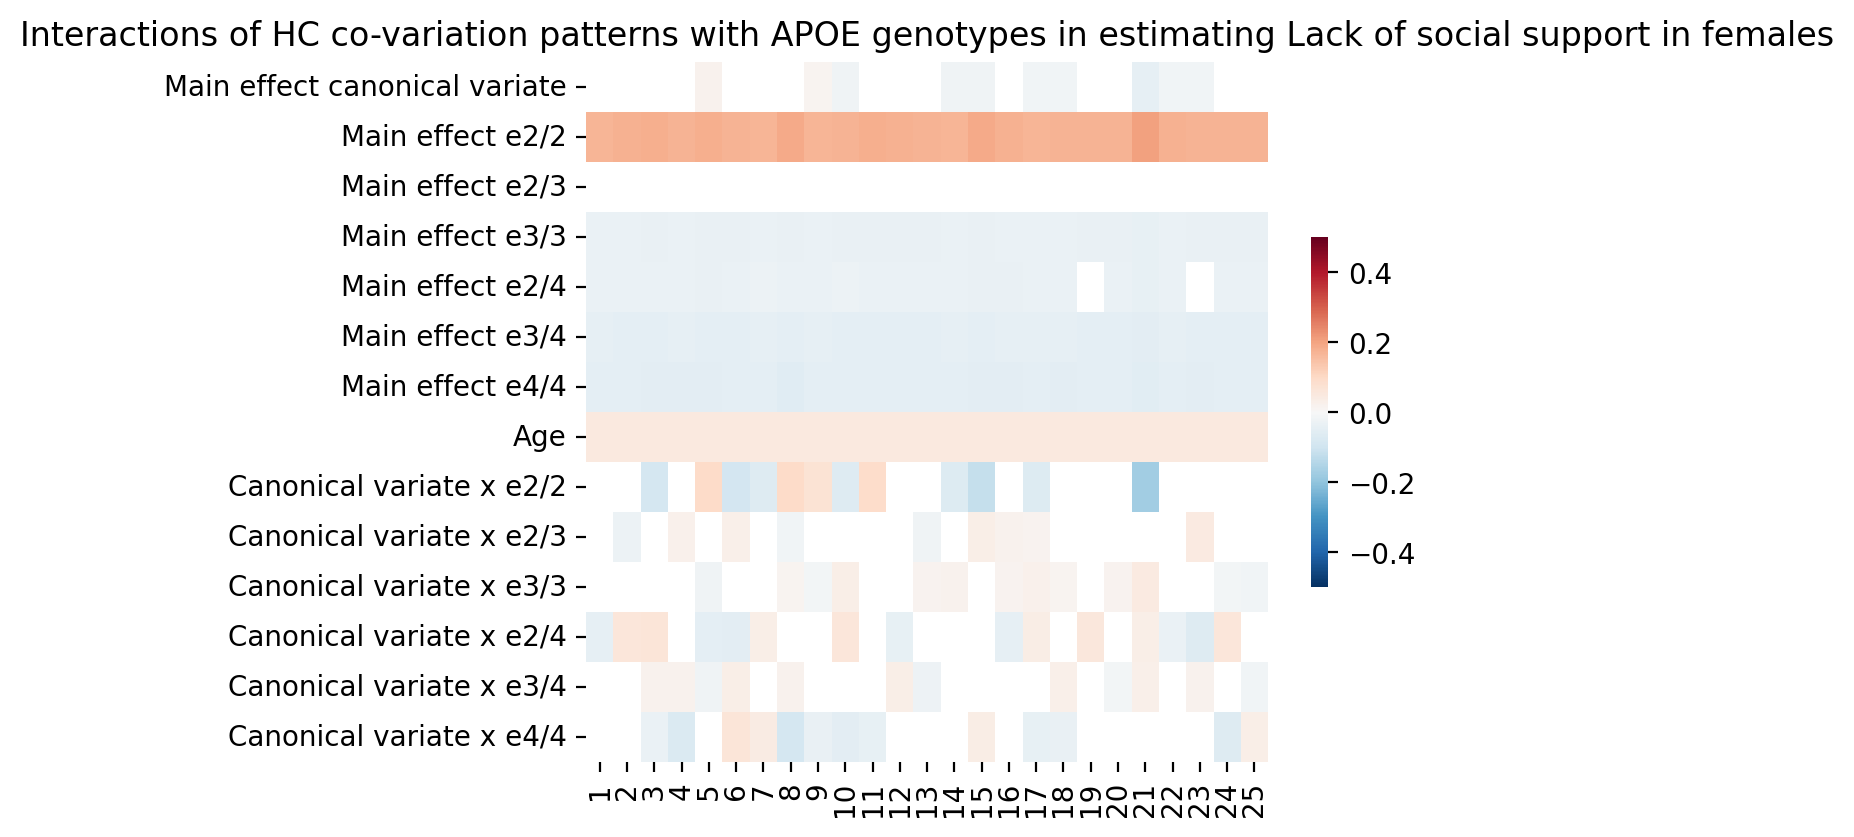 Interactions of HC co-variation patterns with APOE genotypes in estimating Lack of social support in females
Main effect canonical variate
Main effect e2/2
Main effect e2/3
Main effect e3/3
Main effect e2/4
Main effect e3/4
Main effect e4/4
Age
Canonical variate x e2/2
Canonical variate x e2/3
Canonical variate x e3/3
Canonical variate x e2/4
Canonical variate x e3/4
Canonical variate x e4/4
1
2
3
4
5
6
7
8
9
10
11
12
13
14
15
16
17
18
19
20
21
22
23
24
25
0.4
0.2
0.0
−0.2
−0.4